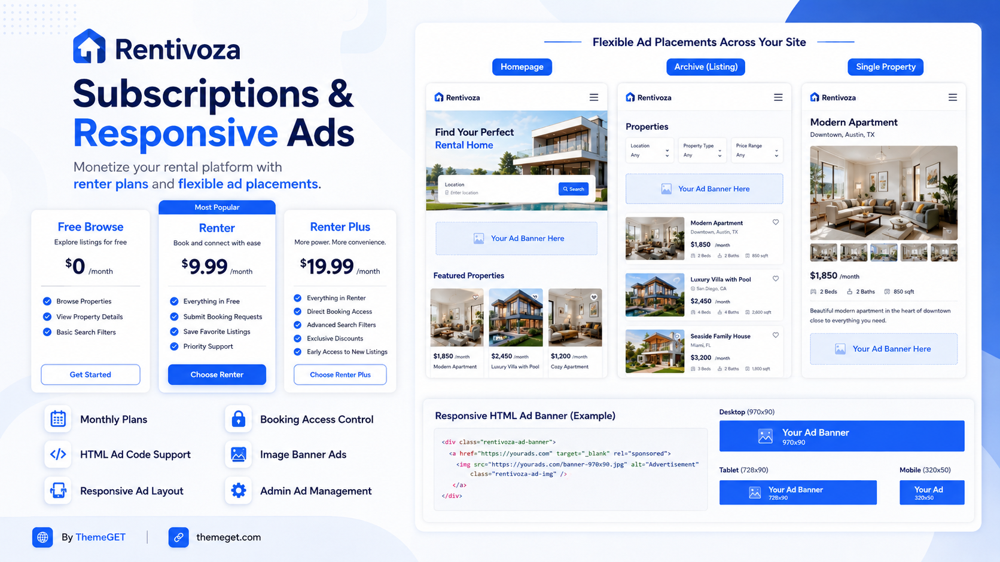 Rentivoza
Subscriptions &
Responsive Ads
Monetize your rental platform with
renter plans and flexible ad placements.
Free Browse
Explore listings for free
$0 /month
Browse Properties
View Property Details
Basic Search Filters
Get Started
Most Popular
Renter
Book and connect with ease
$9.99 /month
Everything in Free
Submit Booking Requests
Save Favorite Listings
Priority Support
Choose Renter
Renter Plus
More power. More convenience.
$19.99 /month
Everything in Renter
Direct Booking Access
Advanced Search Filters
Exclusive Discounts
Early Access to New Listings
Choose Renter Plus
Monthly Plans
Booking Access Control
HTML Ad Code Support
Image Banner Ads
Responsive Ad Layout
Admin Ad Management
By ThemeGET
themeget.com
Flexible Ad Placements Across Your Site
Homepage
Rentivoza
Find Your Perfect
Rental Home
Location
Enter location
Search
Your Ad Banner Here
Featured Properties
$1,850 /month
Modern Apartment
$2,450 /month
Luxury Villa with Pool
$1,200 /month
Cozy Apartment
Archive (Listing)
Rentivoza
Properties
Location
Any
Property Type
Any
Price Range
Any
Your Ad Banner Here
Modern Apartment
Downtown, Austin, TX
$1,850 /month
2 Beds 2 Baths 850 sqft
Luxury Villa with Pool
San Diego, CA
$2,450 /month
4 Beds 4 Baths 2,600 sqft
Seaside Family House
Miami, FL
$3,200 /month
3 Beds 2 Baths 1,800 sqft
Single Property
Rentivoza
Modern Apartment
Downtown, Austin, TX
$1,850 /month
2 Beds 2 Baths 850 sqft
Beautiful modern apartment in the heart of downtown
close to everything you need.
Your Ad Banner Here
Responsive HTML Ad Banner (Example)
<div class="rentivoza-ad-banner">
<a href="https://yourads.com" target="_blank" rel="sponsored">
<img src="https://yourads.com/banner-970x90.jpg" alt="Advertisement"
class="rentivoza-ad-img" />
</a>
</div>
Desktop (970x90)
Your Ad Banner
970x90
Tablet (728x90)
Your Ad Banner
728x90
Mobile (320x50)
Your Ad
320x50